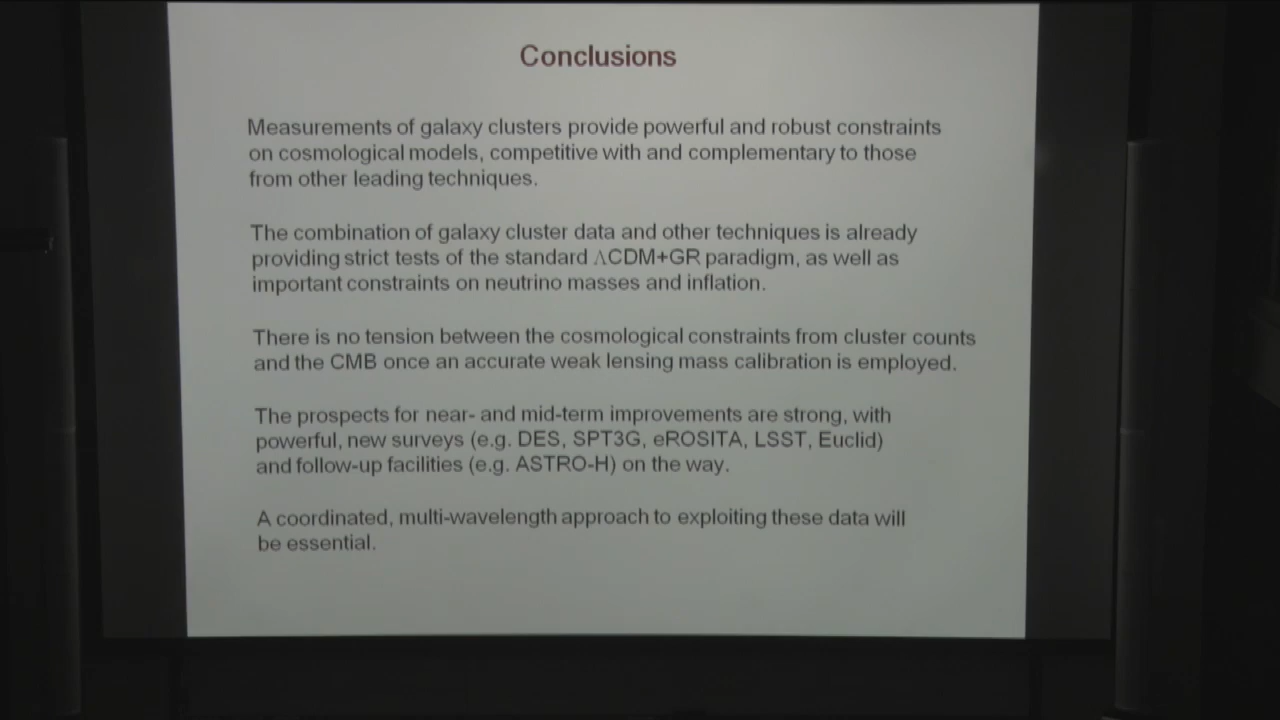 Conclusions
Measurements of galaxy clusters provide powerful and robust constraints
on cosmological models, competitive with and complementary to those
from other leading techniques.
The combination of galaxy cluster data and other techniques is already
providing strict tests of the standard ΛCDM+GR paradigm, as well as
important constraints on neutrino masses and inflation.
There is no tension between the cosmological constraints from cluster counts
and the CMB once an accurate weak lensing mass calibration is employed.
The prospects for near- and mid-term improvements are strong, with
powerful, new surveys (e.g. DES, SPT3G, eROSITA, LSST, Euclid)
and follow-up facilities (e.g. ASTRO-H) on the way.
A coordinated, multi-wavelength approach to exploiting these data will
be essential.